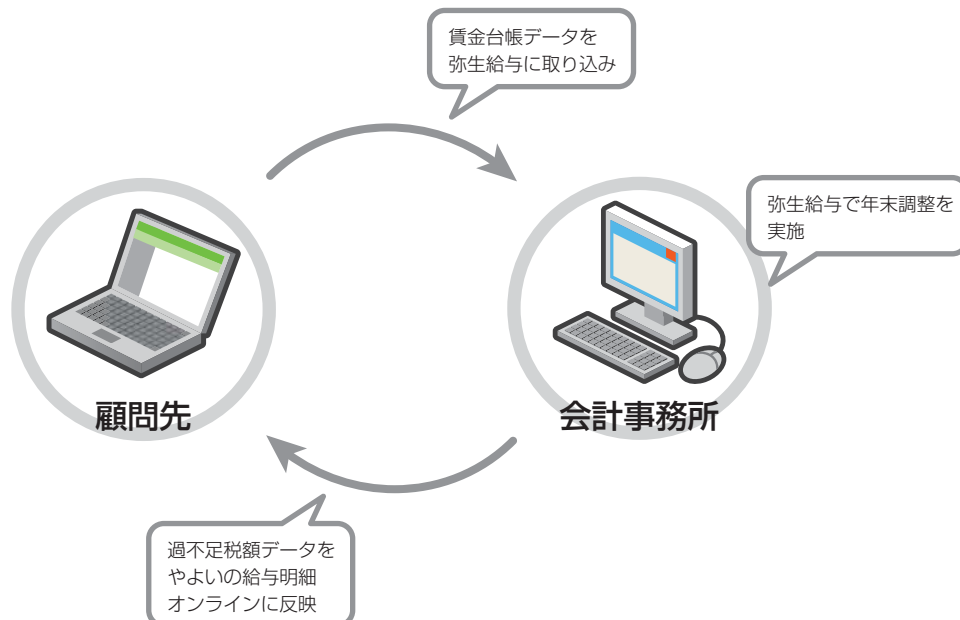 賃金台帳データを
弥生給与に取り込み
弥生給与で年末調整を
実施
顧問先
会計事務所
過不足税額データを
やよいの給与明細
オンラインに反映